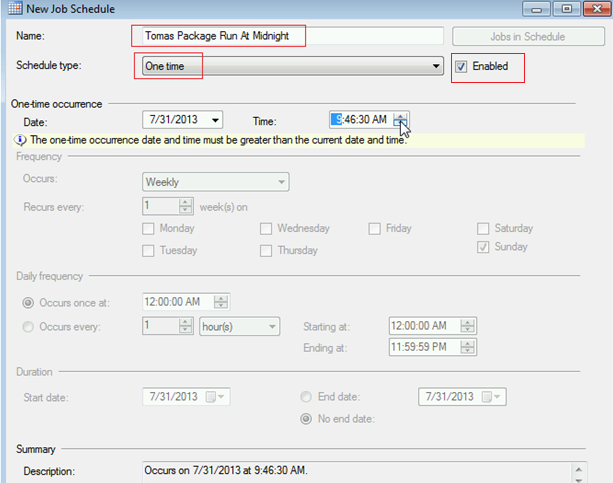 New Job Schedule
Name: Tomas Package Run At Midnight Jobs in Schedule
Schedule type: One time Enabled
One-time occurrence
Date: 7/31/2013 Time: 9:46:30 AM
The one-time occurrence date and time must be greater than the current date and time.
Frequency
Occurs: Weekly
Recurs every: 1 week(s) on
Monday Wednesday Friday Saturday
Tuesday Thursday Sunday
Daily frequency
Occurs once at: 12:00:00 AM
Occurs every: 1 hour(s) Starting at: 12:00:00 AM
Ending at: 11:59:59 PM
Duration
Start date: 7/31/2013 End date: 7/31/2013
No end date:
Summary
Description: Occurs on 7/31/2013 at 9:46:30 AM.